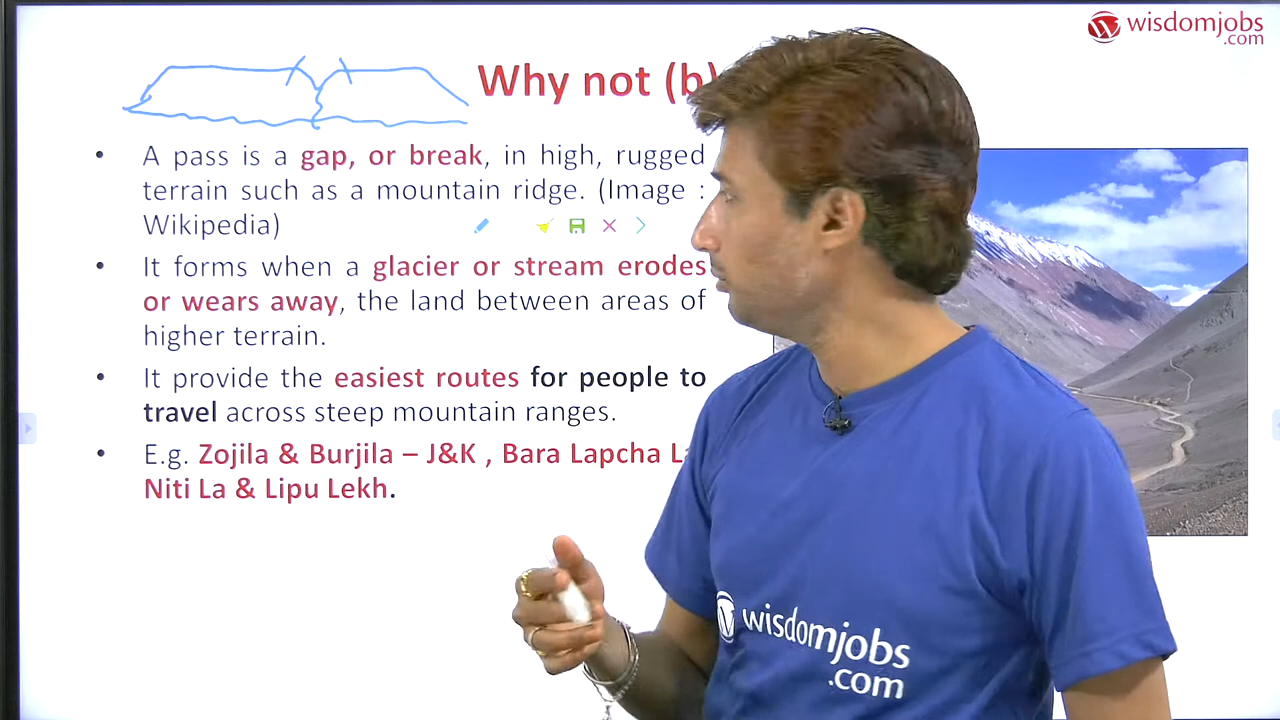 wisdomjobs
.com
Why not (b)
• A pass is a gap, or break, in high, rugged
terrain such as a mountain ridge. (Image :
Wikipedia)
• It forms when a glacier or stream erodes
or wears away, the land between areas of
higher terrain.
• It provide the easiest routes for people to
travel across steep mountain ranges.
• E.g. Zojila & Burjila – J&K , Bara Lapcha La
Niti La & Lipu Lekh.
wisdomjobs
.com